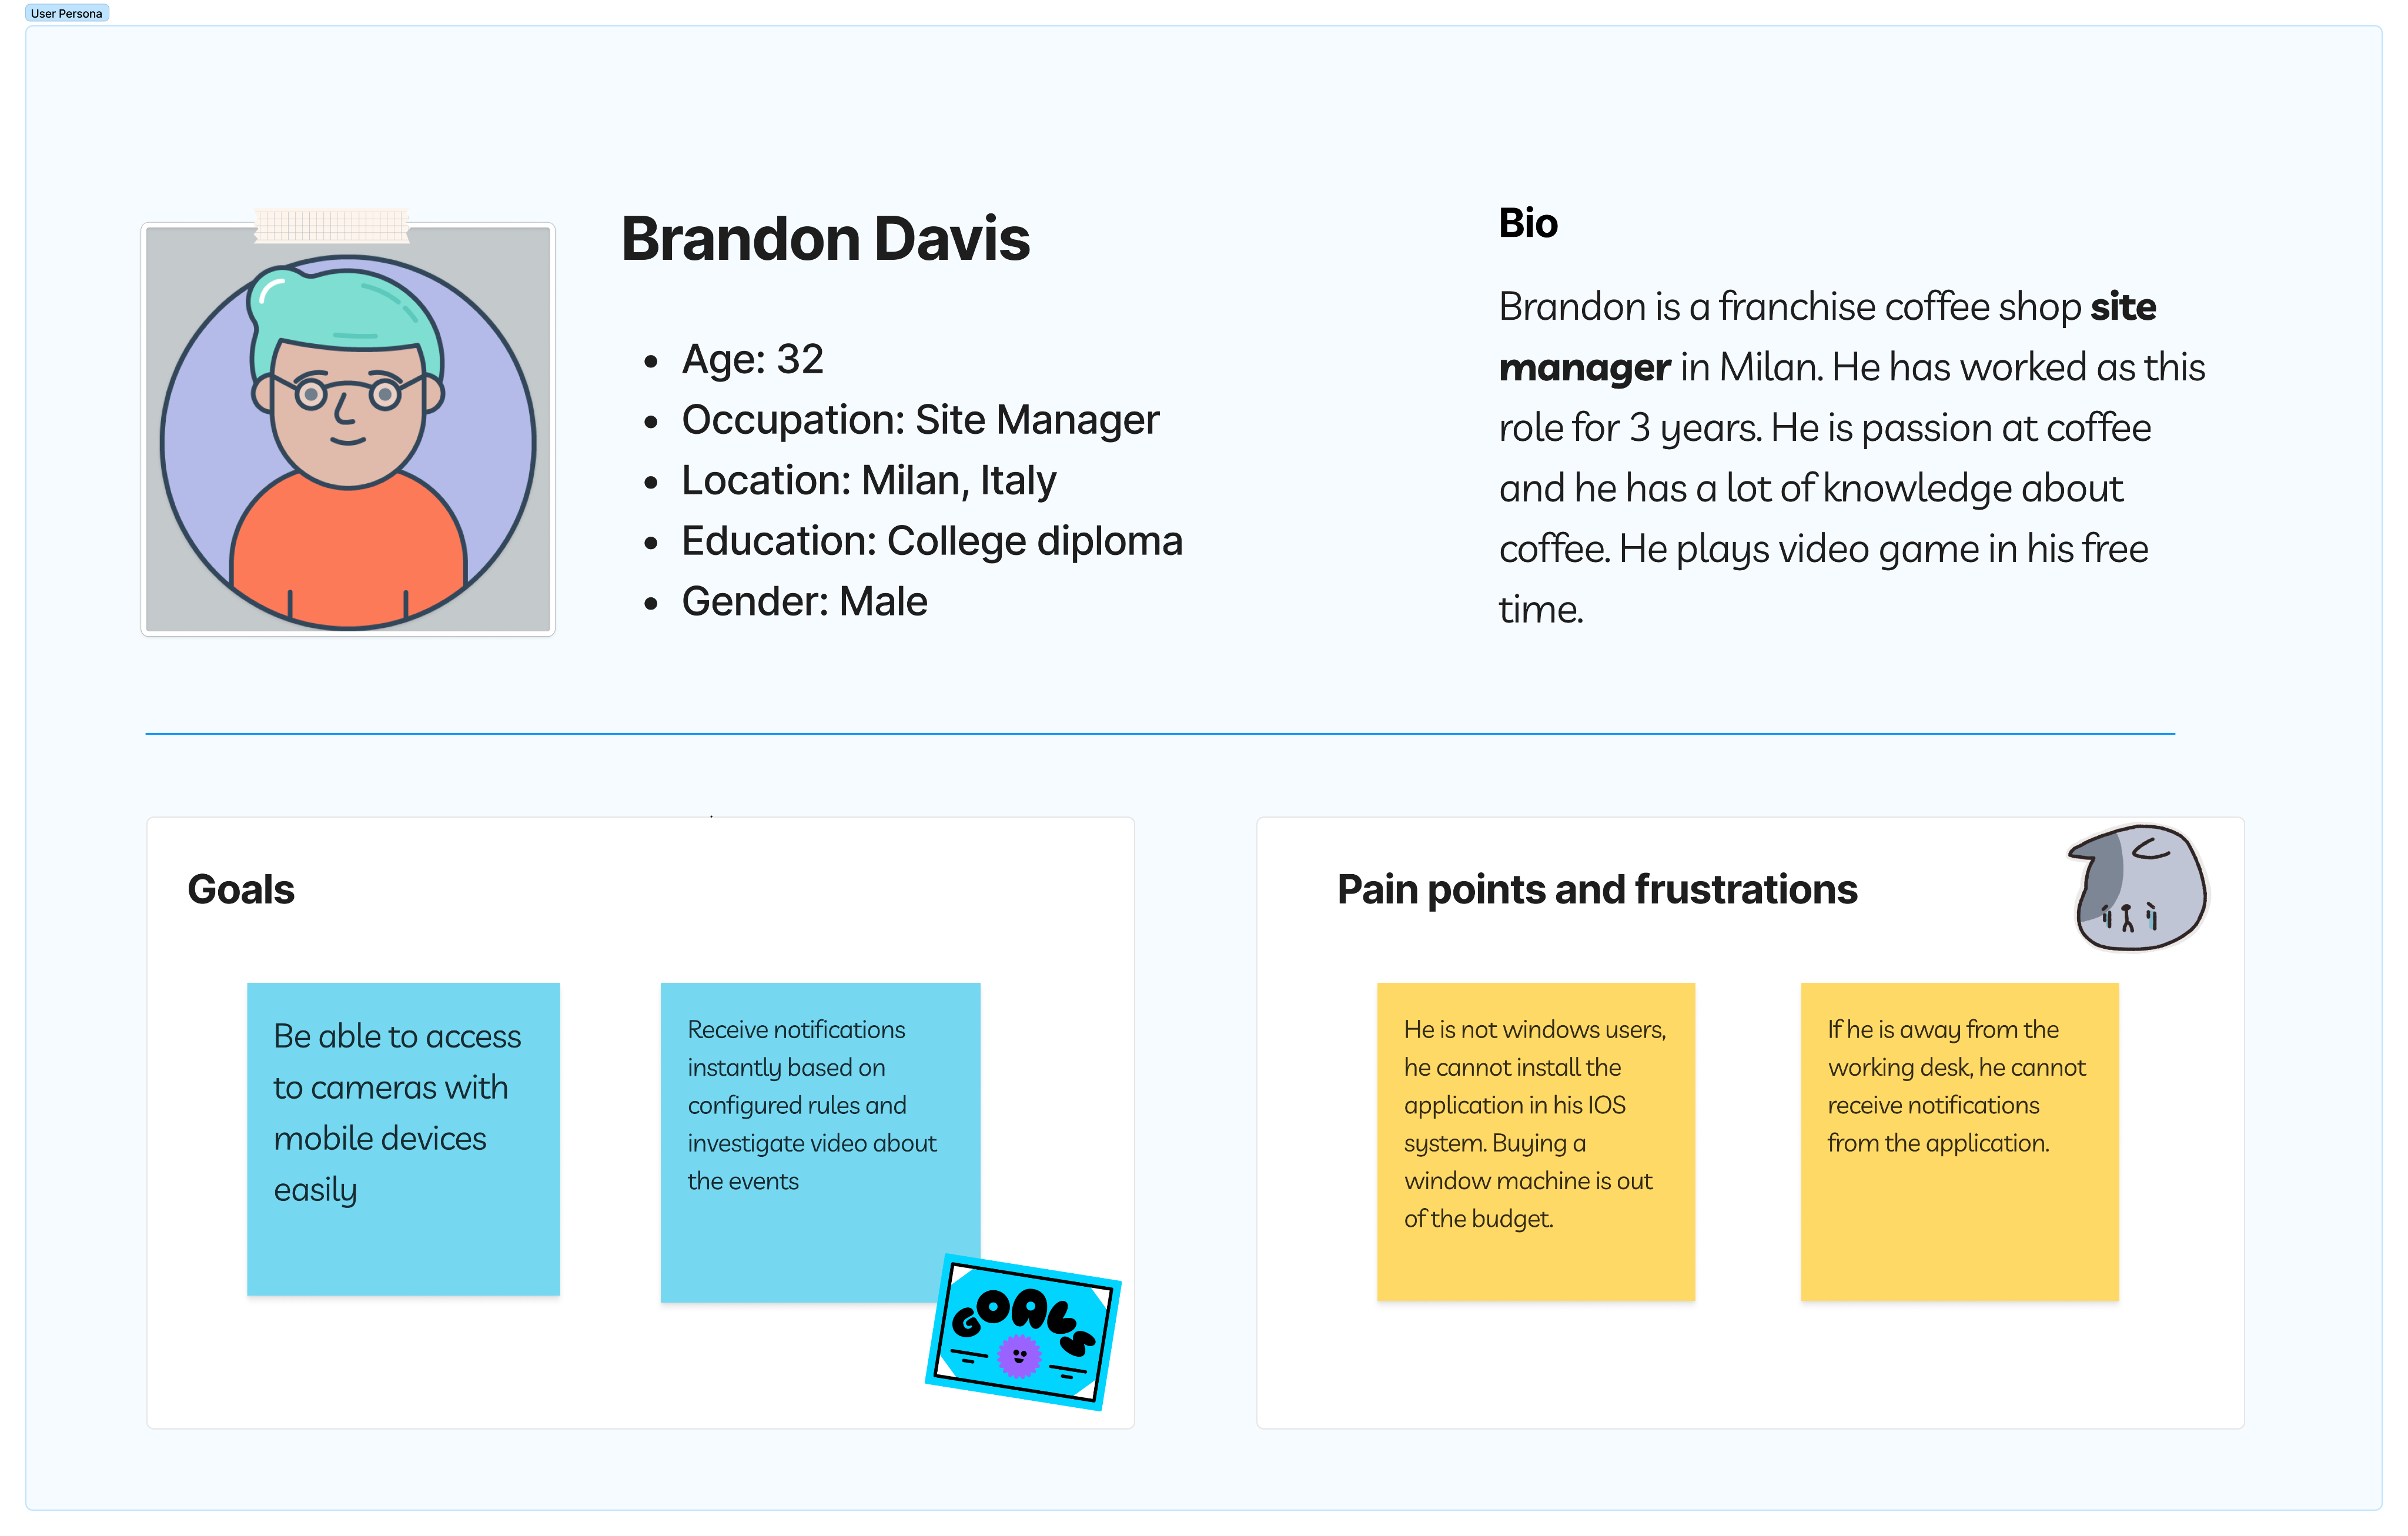 User Persona
Brandon Davis
• Age: 32
• Occupation: Site Manager
• Location: Milan, Italy
• Education: College diploma
• Gender: Male
Bio
Brandon is a franchise coffee shop site
manager in Milan. He has worked as this
role for 3 years. He is passion at coffee
and he has a lot of knowledge about
coffee. He plays video game in his free
time.
Goals
Be able to access
to cameras with
mobile devices
easily
Receive notifications
instantly based on
configured rules and
investigate video about
the events
GOALS
Pain points and frustrations
He is not windows users,
he cannot install the
application in his IOS
system. Buying a
window machine is out
of the budget.
If he is away from the
working desk, he cannot
receive notifications
from the application.